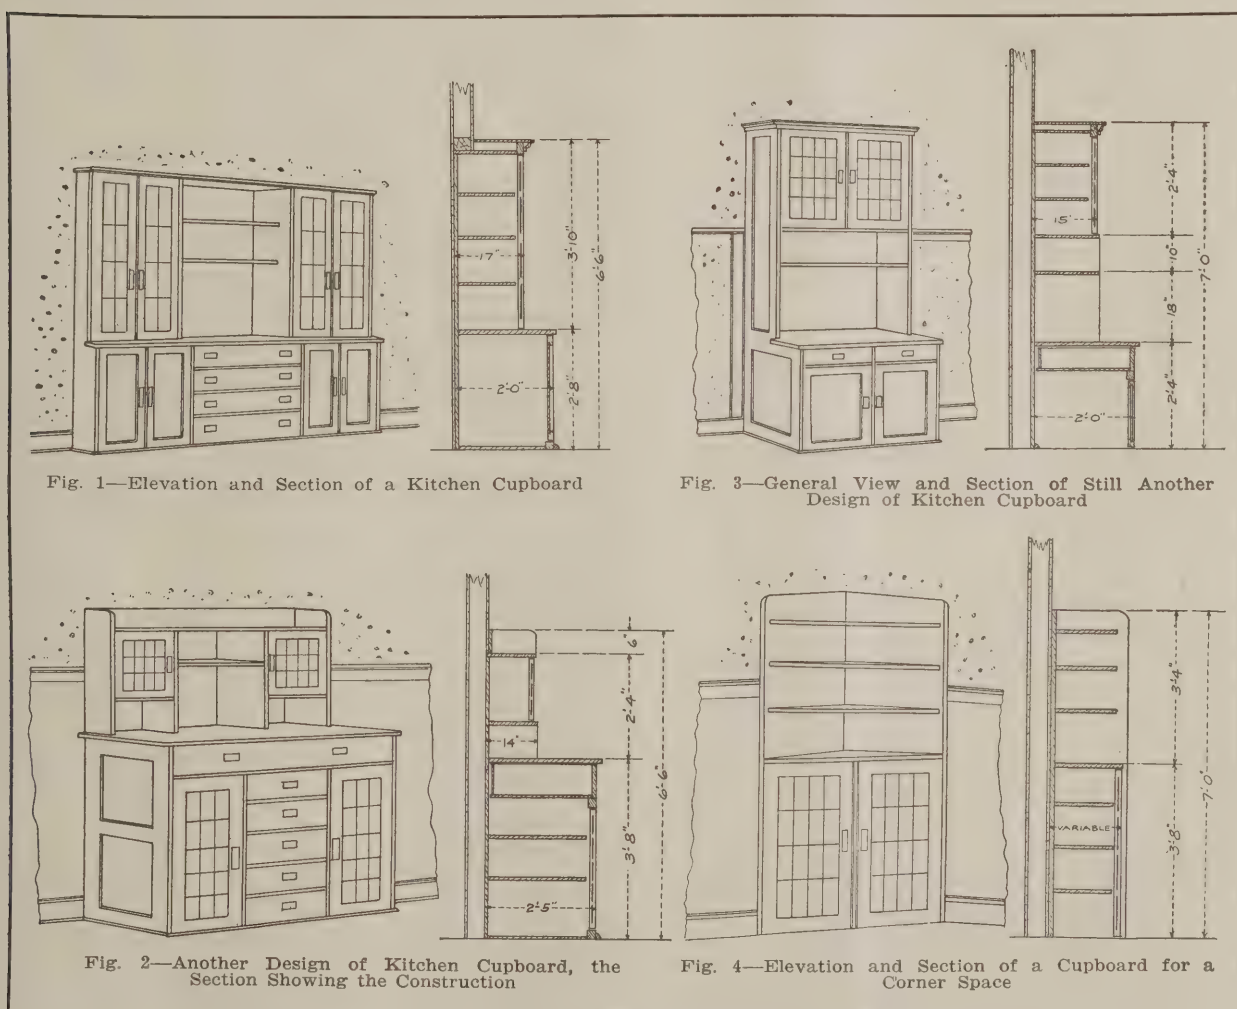 17"
2'-0"
3'-10"
2'-8"
6'-6"
Fig. 1—Elevation and Section of a Kitchen Cupboard
15"
2'-0"
2'-4"
10"
18"
2'-4"
7'-0"
Fig. 3—General View and Section of Still Another
Design of Kitchen Cupboard
14"
2'-5"
6"
2'-4"
3'-8"
6'-6"
Fig. 2—Another Design of Kitchen Cupboard, the
Section Showing the Construction
VARIABLE
3'-4"
3'-8"
7'-0"
Fig. 4—Elevation and Section of a Cupboard for a
Corner Space